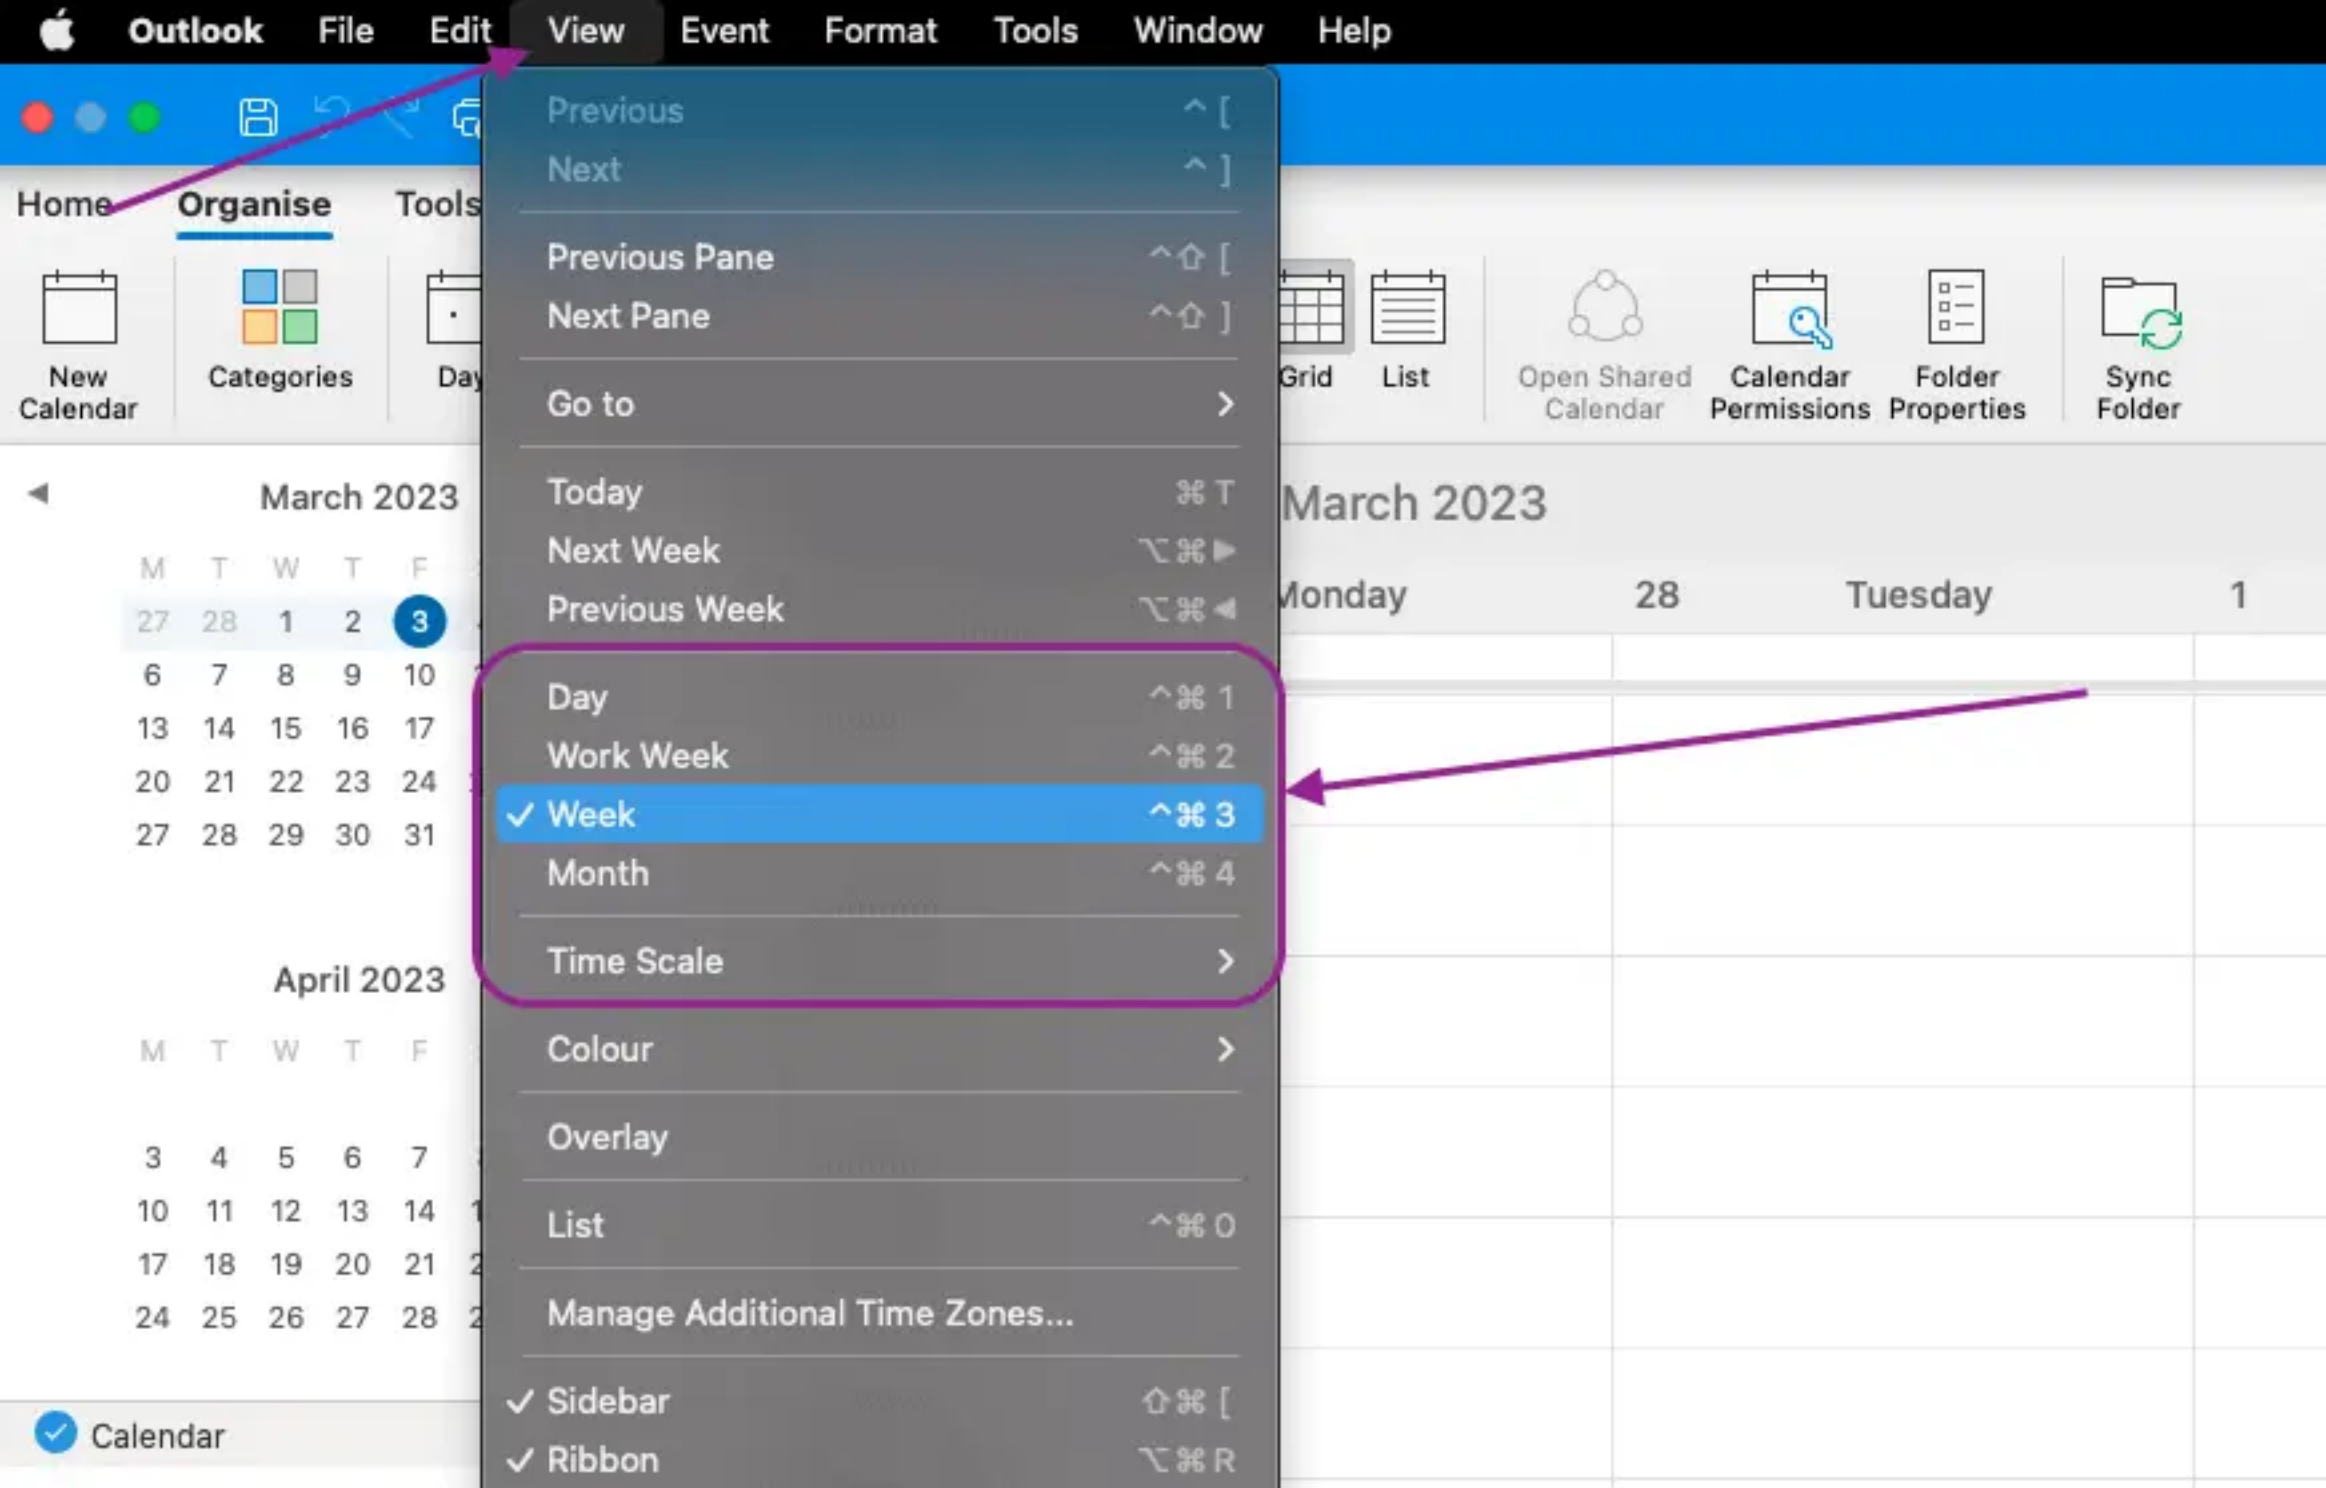 Outlook File Edit View Event Format Tools Window Help
Home Organise Tools
New Calendar
Categories
Day
Grid
List
Open Shared Calendar
Calendar Permissions
Folder Properties
Sync Folder
Previous ^ [
Next ^ ]
Previous Pane ^⇧ [
Next Pane ^⇧ ]
Go to
Today ⌘ T
Next Week ⌥⌘▶
Previous Week ⌥⌘◀
Day ^⌘ 1
Work Week ^⌘ 2
✓ Week ^⌘ 3
Month ^⌘ 4
Time Scale
Colour
Overlay
List ^⌘ 0
Manage Additional Time Zones...
✓ Sidebar ⇧⌘ [
✓ Ribbon ⌥⌘ R
March 2023
M T W T F
27 28 1 2 3
6 7 8 9 10
13 14 15 16 17
20 21 22 23 24
27 28 29 30 31
April 2023
M T W T F
3 4 5 6 7
10 11 12 13 14
17 18 19 20 21
24 25 26 27 28
Calendar
March 2023
Monday 28 Tuesday 1